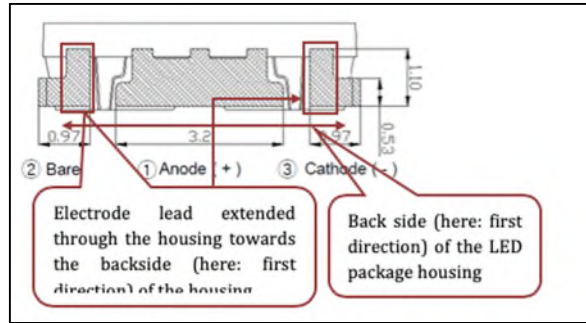 1.10
0.53
0.97
3.2
0.97
② Bare ① Anode (+) ③ Cathode (-)
Electrode lead extended
through the housing towards
the backside (here: first
direction) of the housing
Back side (here: first
direction) of the LED
package housing